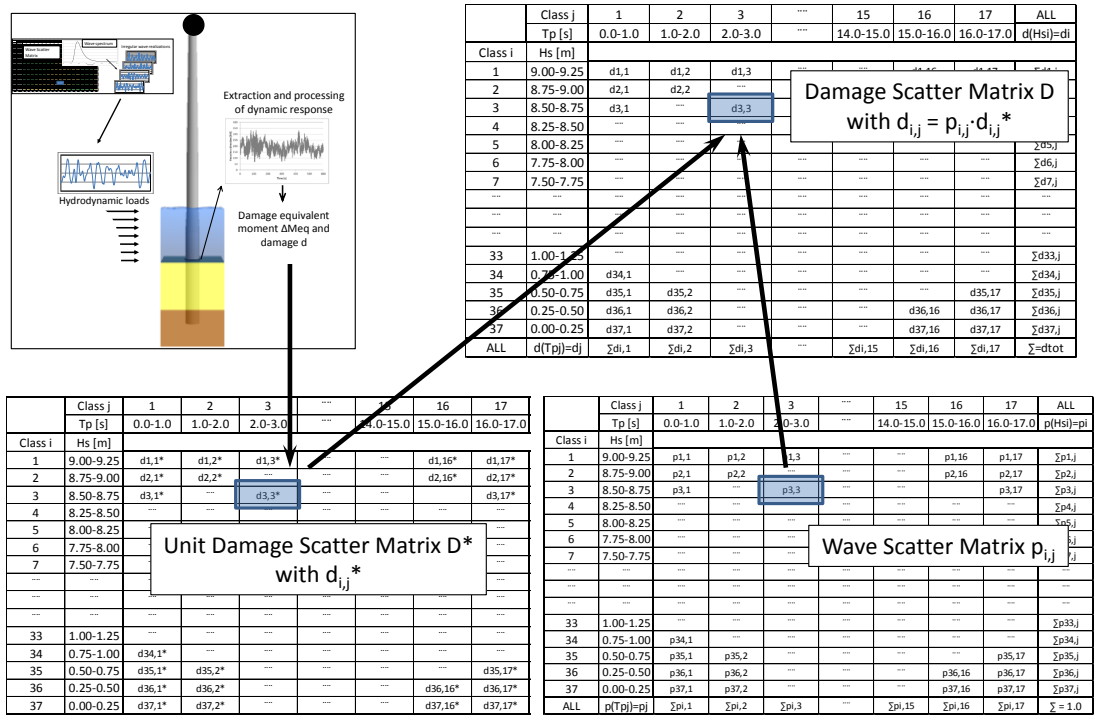 Wave Scatter
Matrix
Wave spectrum
Irregular wave realizations
Extraction and processing
of dynamic response
Hydrodynamic loads
Damage equivalent
moment ΔMeq and
damage d
Class j 1 2 3 ···· 15 16 17 ALL
Tp [s] 0.0-1.0 1.0-2.0 2.0-3.0 ···· 14.0-15.0 15.0-16.0 16.0-17.0 d(Hsi)=di
Class i Hs [m]
1 9.00-9.25 d1,1 d1,2 d1,3
2 8.75-9.00 d2,1 d2,2 ····
3 8.50-8.75 d3,1 ···· d3,3
4 8.25-8.50 ···· ····
5 8.00-8.25 ···· ···· ···· ∑d5,j
6 7.75-8.00 ···· ···· ···· ···· ···· ···· ···· ∑d6,j
7 7.50-7.75 ···· ···· ···· ···· ···· ···· ···· ∑d7,j
···· ···· ···· ···· ···· ···· ···· ···· ···· ····
···· ···· ···· ···· ···· ···· ···· ···· ···· ····
···· ···· ···· ···· ···· ···· ···· ···· ···· ····
33 1.00-1.25 ···· ···· ···· ···· ···· ···· ···· ∑d33,j
34 0.75-1.00 d34,1 ···· ···· ···· ···· ···· ···· ∑d34,j
35 0.50-0.75 d35,1 d35,2 ···· ···· ···· ···· d35,17 ∑d35,j
36 0.25-0.50 d36,1 d36,2 ···· ···· ···· d36,16 d36,17 ∑d36,j
37 0.00-0.25 d37,1 d37,2 ···· ···· ···· d37,16 d37,17 ∑d37,j
ALL d(Tpj)=dj ∑di,1 ∑di,2 ∑di,3 ···· ∑di,15 ∑di,16 ∑di,17 ∑=dtot
Damage Scatter Matrix D
with di,j = pi,j·di,j*
Class j 1 2 3 ···· 15 16 17
Tp [s] 0.0-1.0 1.0-2.0 2.0-3.0 ···· 14.0-15.0 15.0-16.0 16.0-17.0
Class i Hs [m]
1 9.00-9.25 d1,1* d1,2* d1,3* ···· ···· d1,16* d1,17*
2 8.75-9.00 d2,1* d2,2* ···· ···· ···· d2,16* d2,17*
3 8.50-8.75 d3,1* ···· d3,3* ···· ···· ···· d3,17*
4 8.25-8.50 ···· ···· ···· ···· ···· ···· ····
5 8.00-8.25
6 7.75-8.00
7 7.50-7.75
···· ····
···· ···· ···· ···· ···· ···· ···· ···· ····
···· ···· ···· ···· ···· ···· ···· ···· ····
33 1.00-1.25 ···· ···· ···· ···· ···· ···· ····
34 0.75-1.00 d34,1* ···· ···· ···· ···· ···· ····
35 0.50-0.75 d35,1* d35,2* ···· ···· ···· ···· d35,17*
36 0.25-0.50 d36,1* d36,2* ···· ···· ···· d36,16* d36,17*
37 0.00-0.25 d37,1* d37,2* ···· ···· ···· d37,16* d37,17*
Unit Damage Scatter Matrix D*
with di,j*
Class j 1 2 3 ···· 15 16 17 ALL
Tp [s] 0.0-1.0 1.0-2.0 2.0-3.0 ···· 14.0-15.0 15.0-16.0 16.0-17.0 p(Hsi)=pi
Class i Hs [m]
1 9.00-9.25 p1,1 p1,2 p1,3 ···· ···· p1,16 p1,17 ∑p1,j
2 8.75-9.00 p2,1 p2,2 ···· ···· ···· p2,16 p2,17 ∑p2,j
3 8.50-8.75 p3,1 ···· p3,3 ···· ···· ···· p3,17 ∑p3,j
4 8.25-8.50 ···· ···· ···· ···· ···· ···· ···· ∑p4,j
5 8.00-8.25 ···· ···· ···· ···· ···· ···· ···· ∑p5,j
6 7.75-8.00 ···· ···· ····
7 7.50-7.75 ···· ···· ····
···· ···· ···· ···· ···· ···· ···· ···· ···· ····
···· ···· ···· ···· ···· ···· ···· ···· ···· ····
···· ···· ···· ···· ···· ···· ···· ···· ···· ····
33 1.00-1.25 ···· ···· ···· ···· ···· ···· ···· ∑p33,j
34 0.75-1.00 p34,1 ···· ···· ···· ···· ···· ···· ∑p34,j
35 0.50-0.75 p35,1 p35,2 ···· ···· ···· ···· p35,17 ∑p35,j
36 0.25-0.50 p36,1 p36,2 ···· ···· ···· p36,16 p36,17 ∑p36,j
37 0.00-0.25 p37,1 p37,2 ···· ···· ···· p37,16 p37,17 ∑p37,j
ALL p(Tpj)=pj ∑pi,1 ∑pi,2 ∑pi,3 ···· ∑pi,15 ∑pi,16 ∑pi,17 ∑ = 1.0
Wave Scatter Matrix pi,j